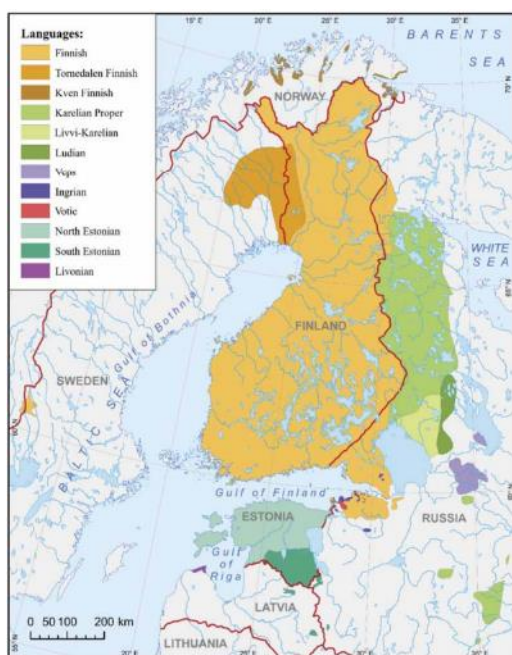 Languages:
Finnish
Tornedalen Finnish
Kven Finnish
Karelian Proper
Livvi-Karelian
Ludian
Veps
Ingrian
Votic
North Estonian
South Estonian
Livonian
BARENTS
SEA
NORWAY
WHITE
SEA
FINLAND
SWEDEN
Gulf of Bothnia
BALTIC SEA
Gulf of Finland
ESTONIA
RUSSIA
Gulf
of
Riga
LATVIA
LITHUANIA
0 50 100 200 km